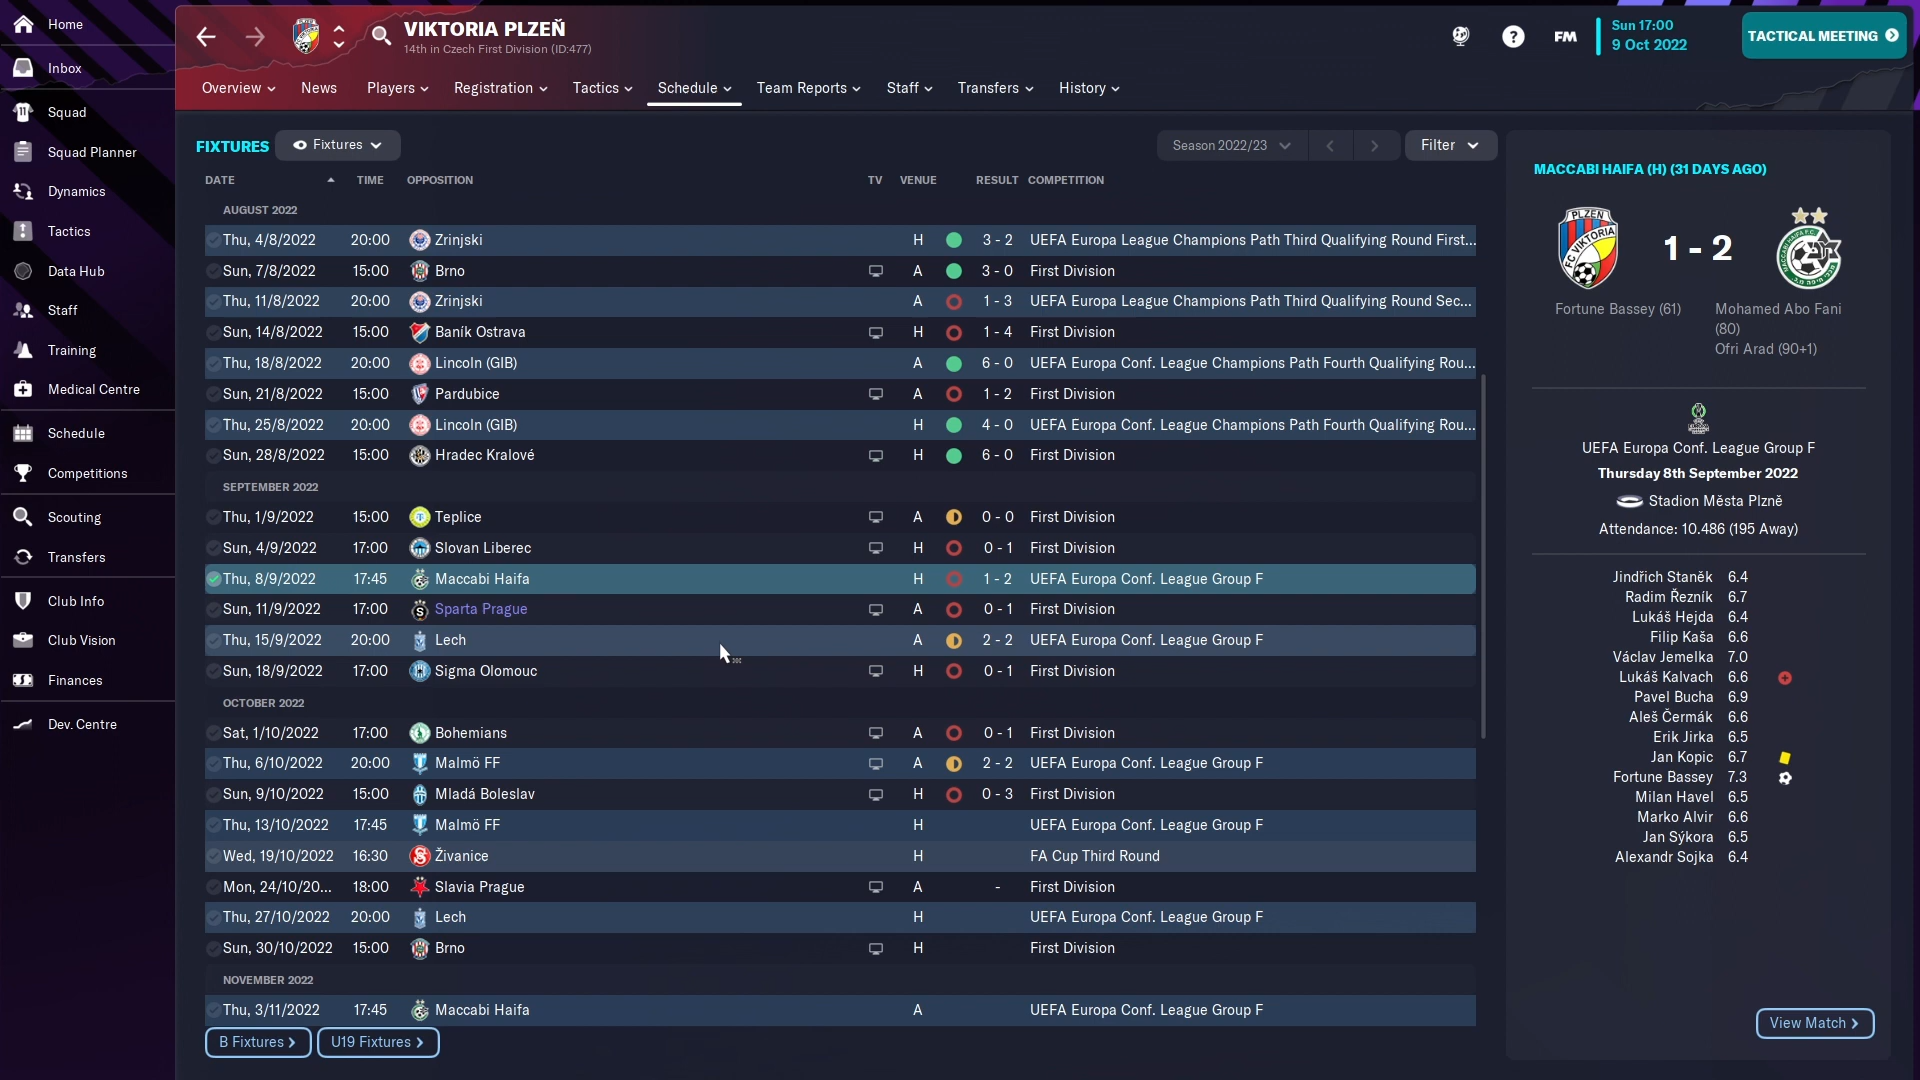 Home
Inbox
Squad
Squad Planner
Dynamics
Tactics
Data Hub
Staff
Training
Medical Centre
Schedule
Competitions
Scouting
Transfers
Club Info
Club Vision
Finances
Dev. Centre
VIKTORIA PLZEŇ
14th in Czech First Division (ID:477)
FM
Sun 17:00
9 Oct 2022
TACTICAL MEETING
Overview News Players Registration Tactics Schedule Team Reports Staff Transfers History
FIXTURES Fixtures Season 2022/23 Filter
DATE TIME OPPOSITION TV VENUE RESULT COMPETITION
AUGUST 2022
Thu, 4/8/2022 20:00 Zrinjski H 3 - 2 UEFA Europa League Champions Path Third Qualifying Round First...
Sun, 7/8/2022 15:00 Brno A 3 - 0 First Division
Thu, 11/8/2022 20:00 Zrinjski A 1 - 3 UEFA Europa League Champions Path Third Qualifying Round Sec...
Sun, 14/8/2022 15:00 Baník Ostrava H 1 - 4 First Division
Thu, 18/8/2022 20:00 Lincoln (GIB) A 6 - 0 UEFA Europa Conf. League Champions Path Fourth Qualifying Rou...
Sun, 21/8/2022 15:00 Pardubice A 1 - 2 First Division
Thu, 25/8/2022 20:00 Lincoln (GIB) H 4 - 0 UEFA Europa Conf. League Champions Path Fourth Qualifying Rou...
Sun, 28/8/2022 15:00 Hradec Kralové H 6 - 0 First Division
SEPTEMBER 2022
Thu, 1/9/2022 15:00 Teplice A 0 - 0 First Division
Sun, 4/9/2022 17:00 Slovan Liberec H 0 - 1 First Division
Thu, 8/9/2022 17:45 Maccabi Haifa H 1 - 2 UEFA Europa Conf. League Group F
Sun, 11/9/2022 17:00 Sparta Prague A 0 - 1 First Division
Thu, 15/9/2022 20:00 Lech A 2 - 2 UEFA Europa Conf. League Group F
Sun, 18/9/2022 17:00 Sigma Olomouc H 0 - 1 First Division
OCTOBER 2022
Sat, 1/10/2022 17:00 Bohemians A 0 - 1 First Division
Thu, 6/10/2022 20:00 Malmö FF A 2 - 2 UEFA Europa Conf. League Group F
Sun, 9/10/2022 15:00 Mladá Boleslav H 0 - 3 First Division
Thu, 13/10/2022 17:45 Malmö FF H UEFA Europa Conf. League Group F
Wed, 19/10/2022 16:30 Živanice H FA Cup Third Round
Mon, 24/10/20... 18:00 Slavia Prague A - First Division
Thu, 27/10/2022 20:00 Lech H UEFA Europa Conf. League Group F
Sun, 30/10/2022 15:00 Brno H First Division
NOVEMBER 2022
Thu, 3/11/2022 17:45 Maccabi Haifa A UEFA Europa Conf. League Group F
B Fixtures U19 Fixtures
MACCABI HAIFA (H) (31 DAYS AGO)
1 - 2
Fortune Bassey (61) Mohamed Abo Fani
(80)
Ofri Arad (90+1)
UEFA Europa Conf. League Group F
Thursday 8th September 2022
Stadion Města Plzně
Attendance: 10.486 (195 Away)
Jindřich Staněk 6.4
Radim Řezník 6.7
Lukáš Hejda 6.4
Filip Kaša 6.6
Václav Jemelka 7.0
Lukáš Kalvach 6.6
Pavel Bucha 6.9
Aleš Čermák 6.6
Erik Jirka 6.5
Jan Kopic 6.7
Fortune Bassey 7.3
Milan Havel 6.5
Marko Alvir 6.6
Jan Sýkora 6.5
Alexandr Sojka 6.4
View Match